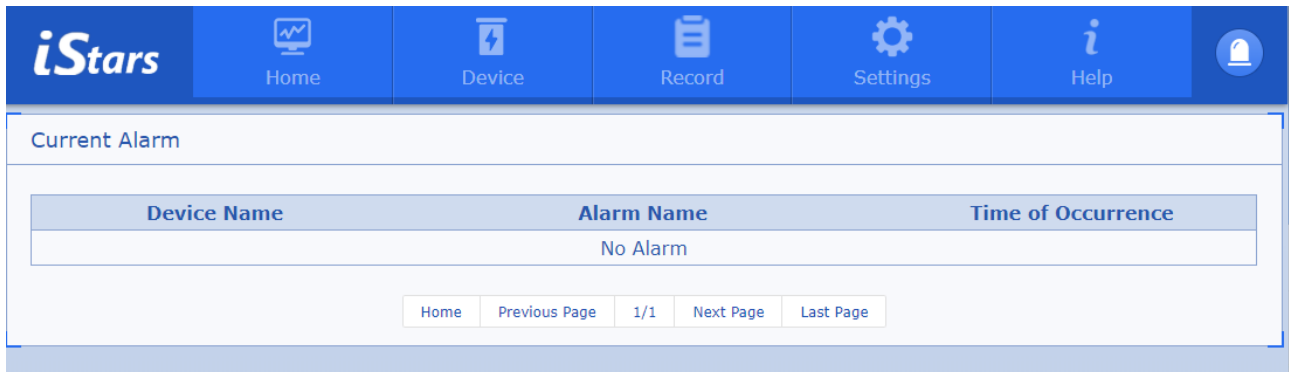 iStars
Home Device Record Settings Help
Current Alarm
Device Name Alarm Name Time of Occurrence
No Alarm
Home Previous Page 1/1 Next Page Last Page